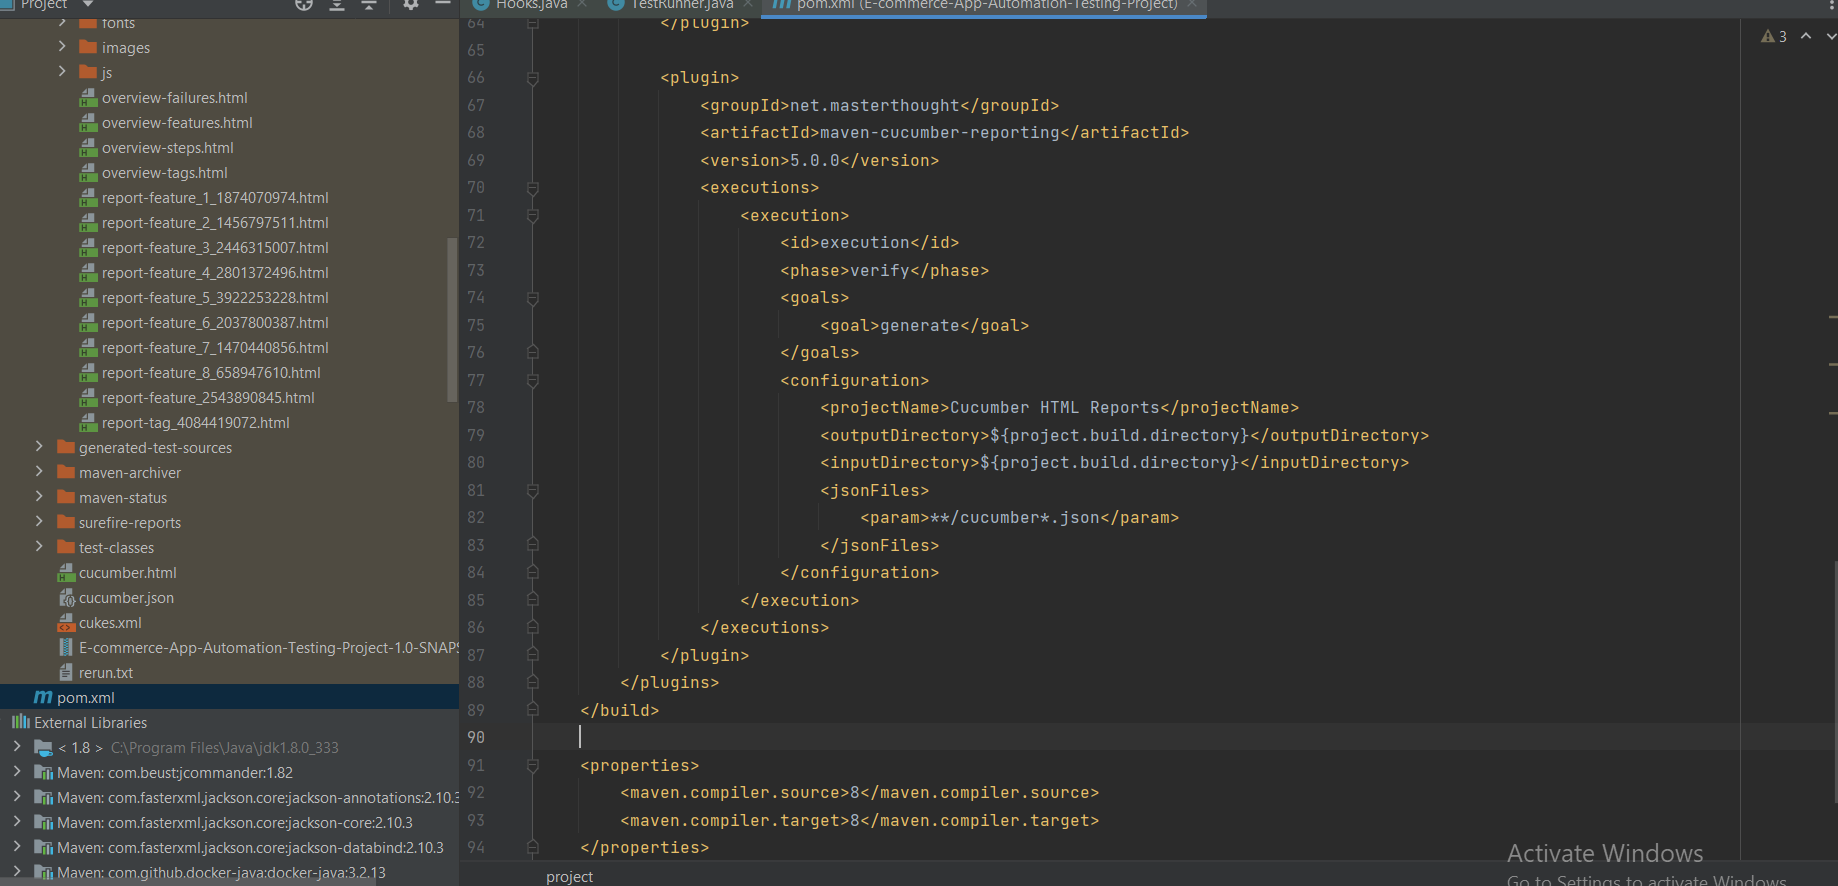 Project
fonts
images
js
overview-failures.html
overview-features.html
overview-steps.html
overview-tags.html
report-feature_1_1874070974.html
report-feature_2_1456797511.html
report-feature_3_2446315007.html
report-feature_4_2801372496.html
report-feature_5_3922253228.html
report-feature_6_2037800387.html
report-feature_7_1470440856.html
report-feature_8_658947610.html
report-feature_2543890845.html
report-tag_4084419072.html
generated-test-sources
maven-archiver
maven-status
surefire-reports
test-classes
cucumber.html
cucumber.json
cukes.xml
E-commerce-App-Automation-Testing-Project-1.0-SNAPS
rerun.txt
pom.xml
External Libraries
< 1.8 > C:\Program Files\Java\jdk1.8.0_333
Maven: com.beust:jcommander:1.82
Maven: com.fasterxml.jackson.core:jackson-annotations:2.10.3
Maven: com.fasterxml.jackson.core:jackson-core:2.10.3
Maven: com.fasterxml.jackson.core:jackson-databind:2.10.3
Maven: com.github.docker-java:docker-java:3.2.13
Hooks.java
TestRunner.java
pom.xml (E-commerce-App-Automation-Testing-Project)
3
64 </plugin>
65
66 <plugin>
67 <groupId>net.masterthought</groupId>
68 <artifactId>maven-cucumber-reporting</artifactId>
69 <version>5.0.0</version>
70 <executions>
71 <execution>
72 <id>execution</id>
73 <phase>verify</phase>
74 <goals>
75 <goal>generate</goal>
76 </goals>
77 <configuration>
78 <projectName>Cucumber HTML Reports</projectName>
79 <outputDirectory>${project.build.directory}</outputDirectory>
80 <inputDirectory>${project.build.directory}</inputDirectory>
81 <jsonFiles>
82 <param>**/cucumber*.json</param>
83 </jsonFiles>
84 </configuration>
85 </execution>
86 </executions>
87 </plugin>
88 </plugins>
89 </build>
90
91 <properties>
92 <maven.compiler.source>8</maven.compiler.source>
93 <maven.compiler.target>8</maven.compiler.target>
94 </properties>
project
Activate Windows
Go to Settings to activate Windows